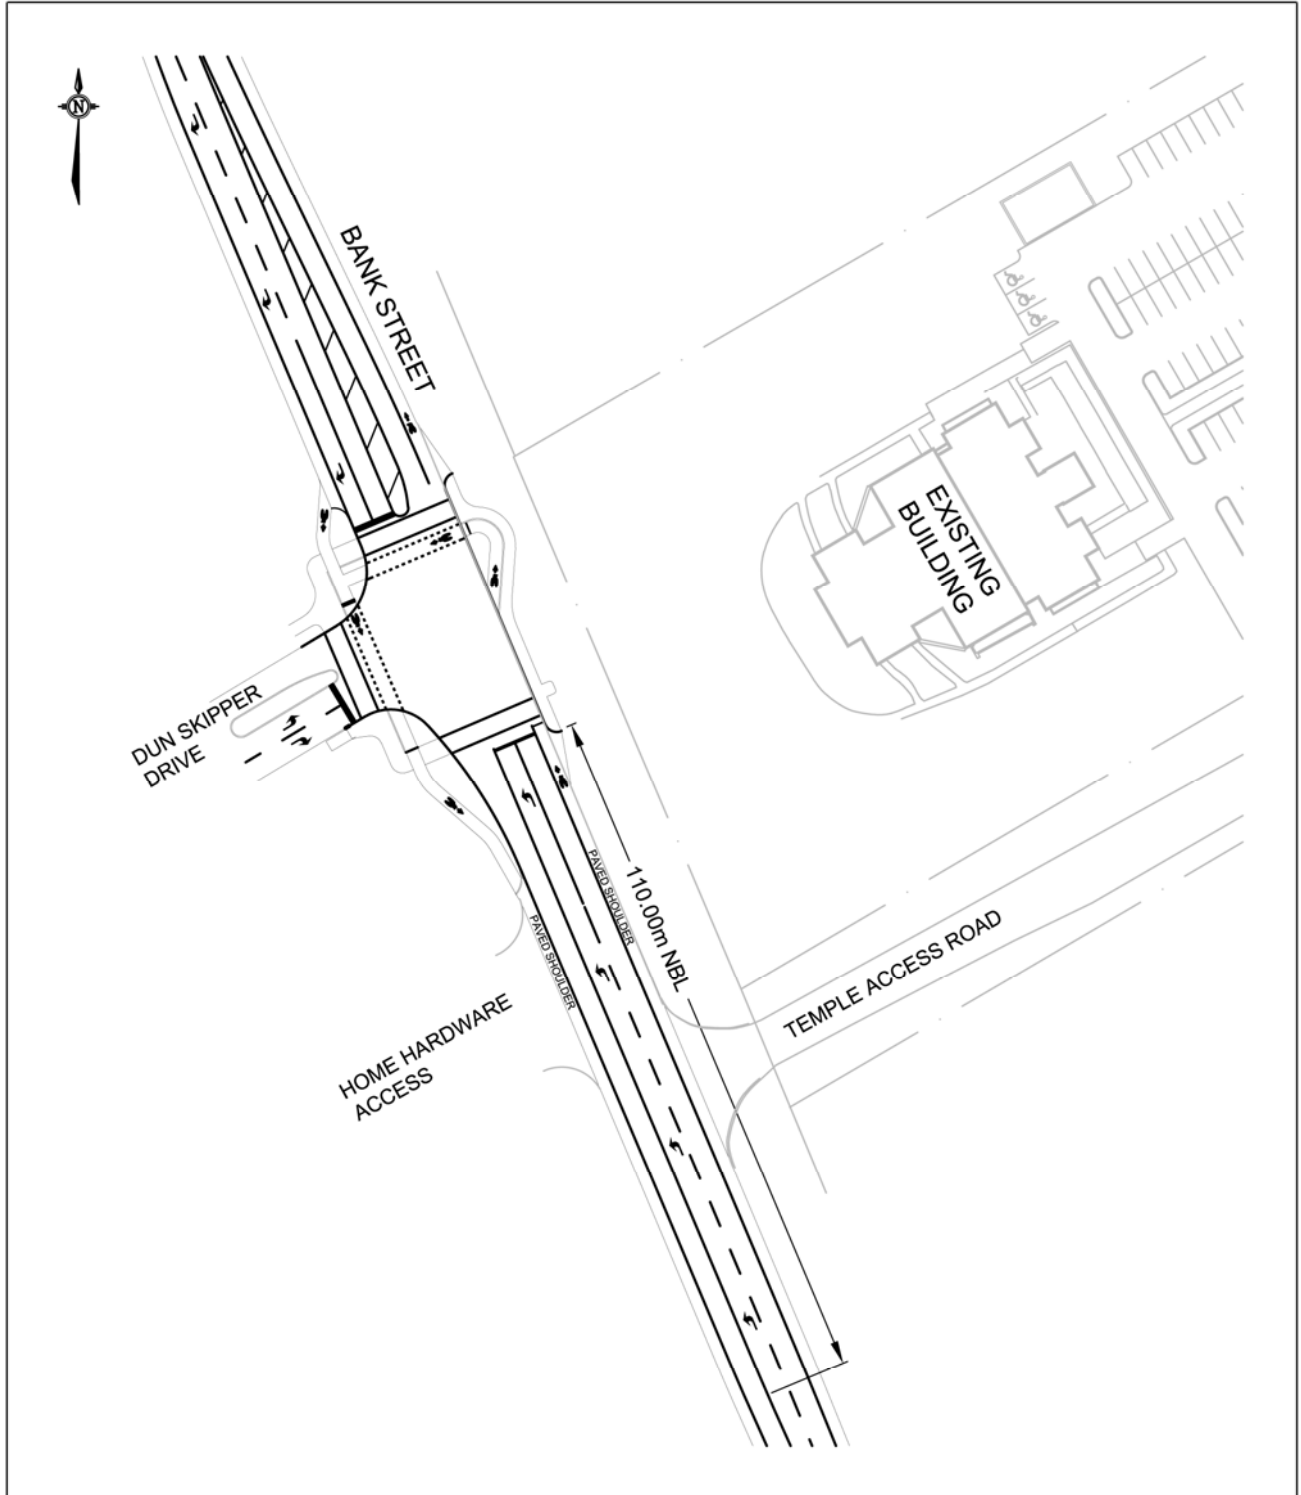 N
BANK STREET
EXISTING
BUILDING
DUN SKIPPER
DRIVE
PAVED SHOULDER
110.00m NBL
PAVED SHOULDER
TEMPLE ACCESS ROAD
HOME HARDWARE
ACCESS